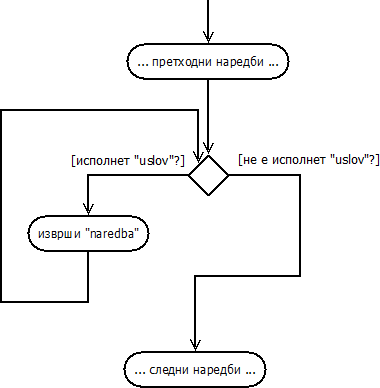 ... претходни наредби ...
[исполнет "uslov"?]
[не е исполнет "uslov"?]
изврши "naredba"
... следни наредби ...